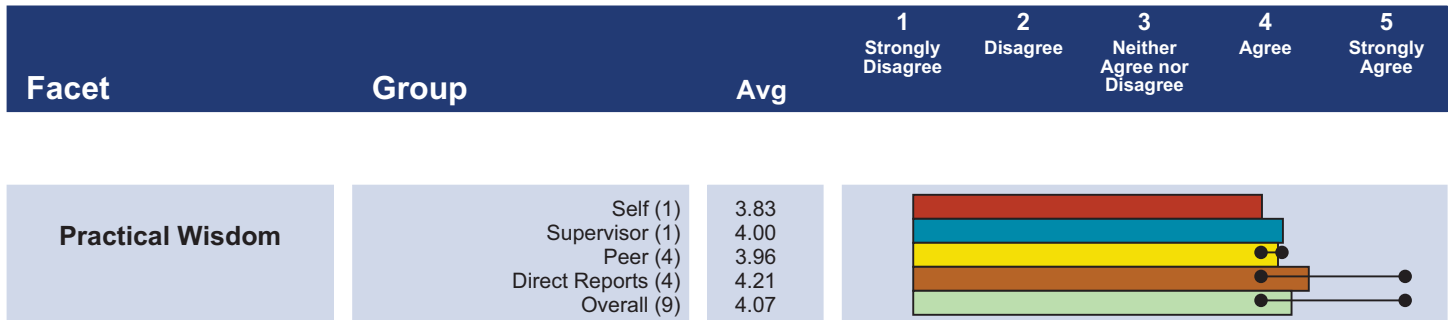 1 2 3 4 5
Strongly Disagree Neither Agree Strongly
Disagree Agree nor Agree
Disagree
Facet Group Avg
Self (1) 3.83
Practical Wisdom
Supervisor (1) 4.00
Peer (4) 3.96
Direct Reports (4) 4.21
Overall (9) 4.07